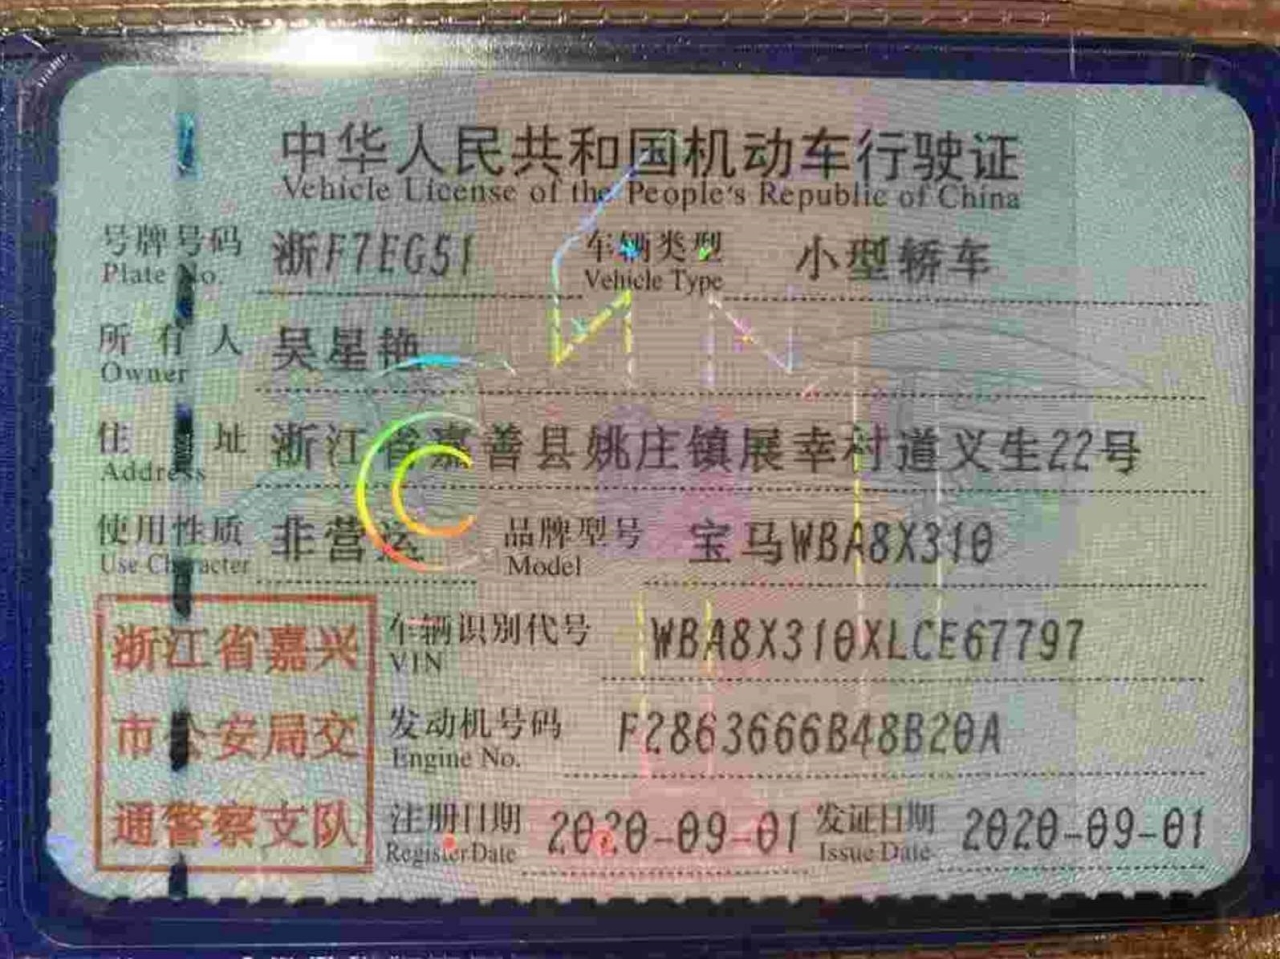 中华人民共和国机动车行驶证
Vehicle License of the People's Republic of China
号牌号码 浙F7EG51 车辆类型 小型轿车
Plate No. Vehicle Type
所有人 吴星艳
Owner
住址 浙江省嘉善县姚庄镇展幸村道义生22号
Address
使用性质 非营运 品牌型号 宝马WBA8X310
Use Character Model
浙江省嘉兴 车辆识别代号 WBA8X310XLCE67797
VIN
市公安局交 发动机号码 F2863666B48B20A
Engine No.
通警察支队 注册日期 2020-09-01 发证日期 2020-09-01
Register Date Issue Date